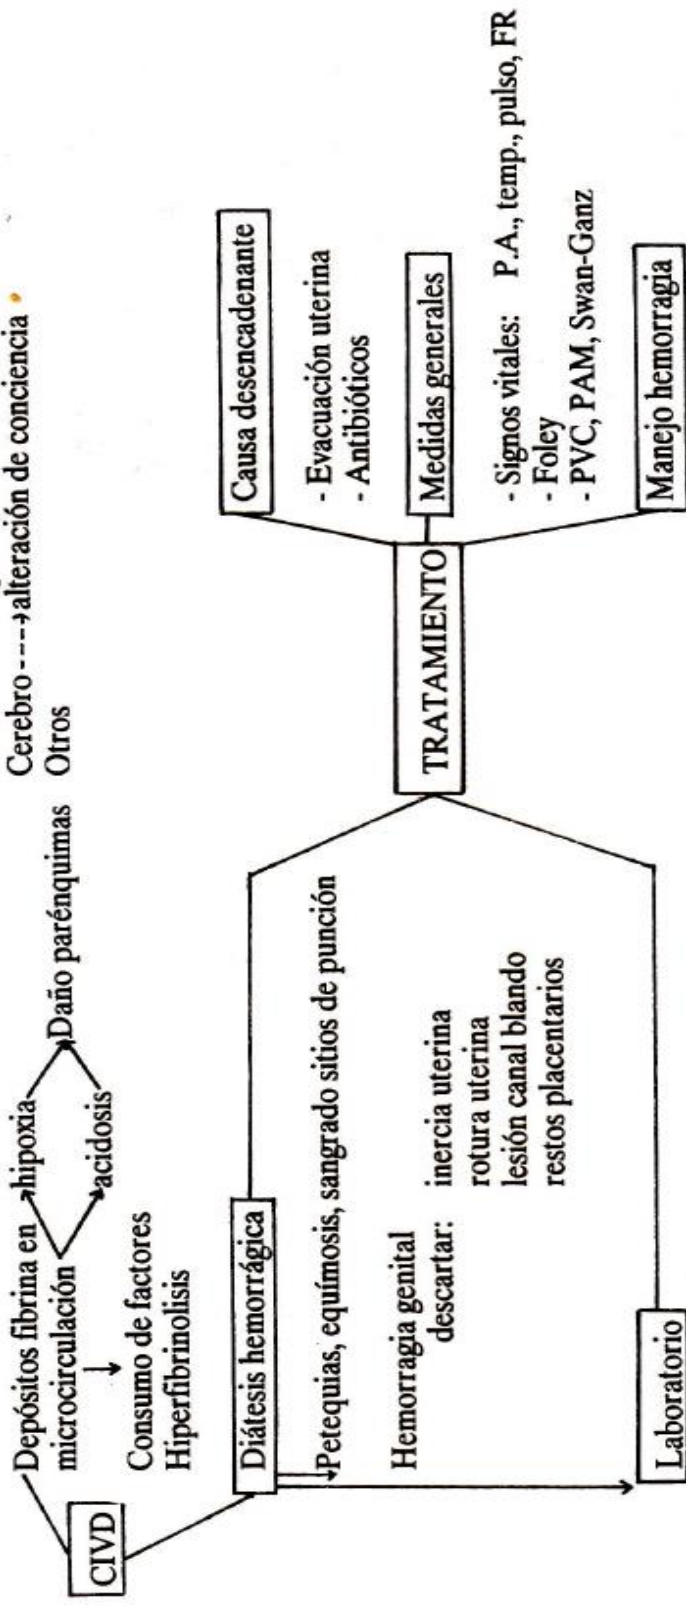 Cerebro ----→alteración de conciencia
Otros
Depósitos fibrina en
microcirculación
hipoxia
acidosis
Daño parénquimas
Consumo de factores
Hiperfibrinolisis
CIVD
Diátesis hemorrágica
Petequias, equímosis, sangrado sitios de punción
Hemorragia genital
descartar: inercia uterina
rotura uterina
lesión canal blando
restos placentarios
Laboratorio
TRATAMIENTO
Causa desencadenante
- Evacuación uterina
- Antibióticos
Medidas generales
- Signos vitales: P.A., temp., pulso, FR
- Foley
- PVC, PAM, Swan-Ganz
Manejo hemorragia